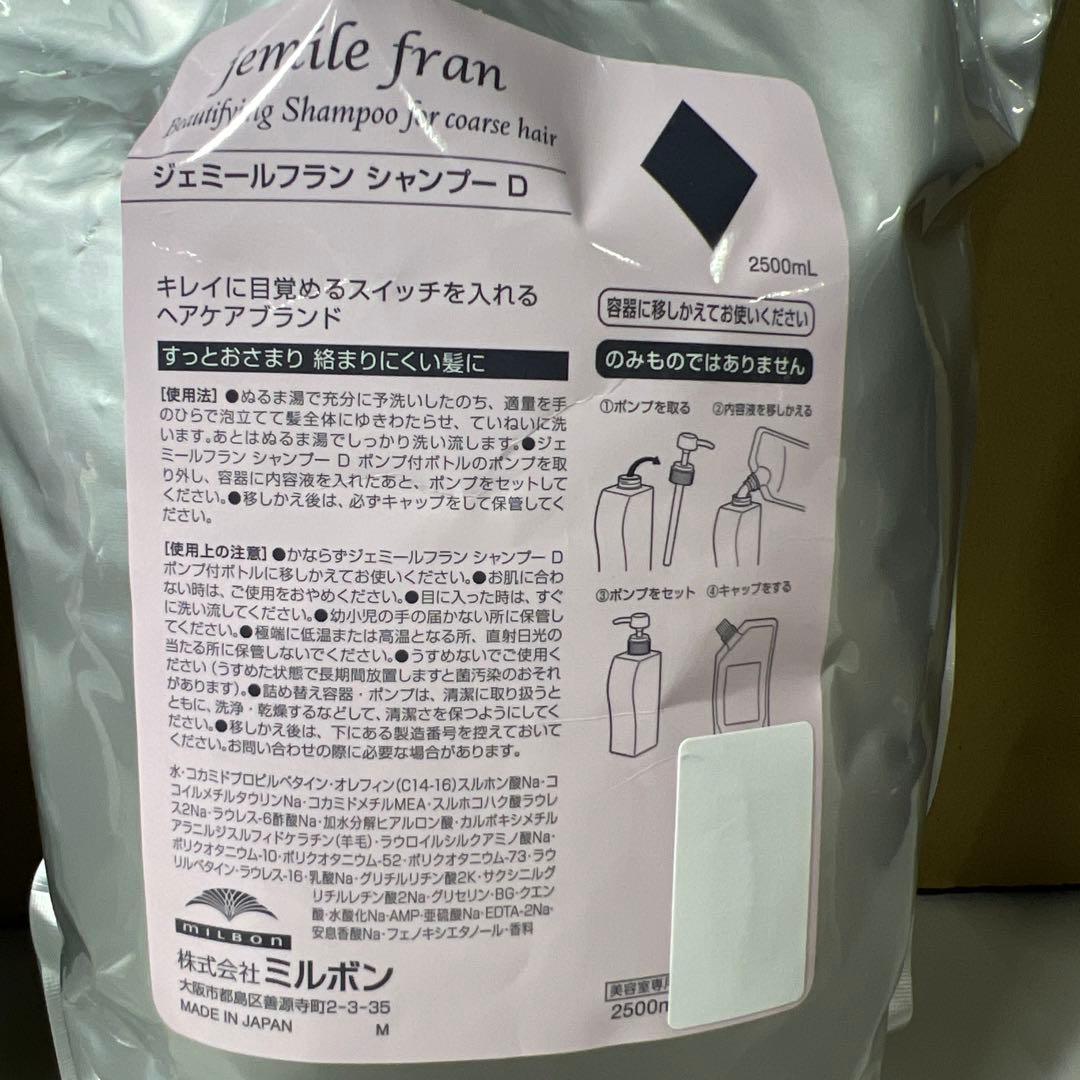 jemile fran
Beautifying Shampoo for coarse hair
ジェミールフラン シャンプー D
2500mL
キレイに目覚めるスイッチを入れる
ヘアケアブランド
すっとおさまり 絡まりにくい髪に
[使用法] ●ぬるま湯で充分に予洗いしたのち、適量を手
のひらで泡立てて髪全体にゆきわたらせ、ていねいに洗
います。あとはぬるま湯でしっかり洗い流します。●ジェ
ミールフラン シャンプー D ポンプ付ボトルのポンプを取
り外し、容器に内容液を入れたあと、ポンプをセットして
ください。●移しかえ後は、必ずキャップをして保管してく
ださい。
[使用上の注意] ●かならずジェミールフラン シャンプー D
ポンプ付ボトルに移しかえてお使いください。●お肌に合わ
ない時は、ご使用をおやめください。●目に入った時は、すぐ
に洗い流してください。●幼小児の手の届かない所に保管し
てください。●極端に低温または高温となる所、直射日光の
当たる所に保管しないでください。●うすめないでご使用く
ださい(うすめた状態で長期間放置しますと菌汚染のおそれ
があります)。●詰め替え容器・ポンプは、清潔に取り扱うと
ともに、洗浄・乾燥するなどして、清潔さを保つようにしてく
ださい。●移しかえ後は、下にある製造番号を控えておいて
ください。お問い合わせの際に必要な場合があります。
水・コカミドプロピルベタイン・オレフィン(C14-16)スルホン酸Na・コ
コイルメチルタウリンNa・コカミドメチルMEA・スルホコハク酸ラウレ
ス2Na・ラウレス-6酢酸Na・加水分解ヒアルロン酸・カルボキシメチル
アラニルジスルフィドケラチン(羊毛)・ラウロイルシルクアミノ酸Na・
ポリクオタニウム-10・ポリクオタニウム-52・ポリクオタニウム-73・ラウ
リルベタイン・ラウレス-16・乳酸Na・グリチルリチン酸2K・サクシニルグ
リチルレチン酸2Na・グリセリン・BG・クエン
酸・水酸化Na・AMP・亜硫酸Na・EDTA-2Na・
安息香酸Na・フェノキシエタノール・香料
MILBON
株式会社 ミルボン
大阪市都島区善源寺町2-3-35
MADE IN JAPAN M
容器に移しかえてお使いください
のみものではありません
①ポンプを取る ②内容液を移しかえる
③ポンプをセット ④キャップをする
美容室専
2500m